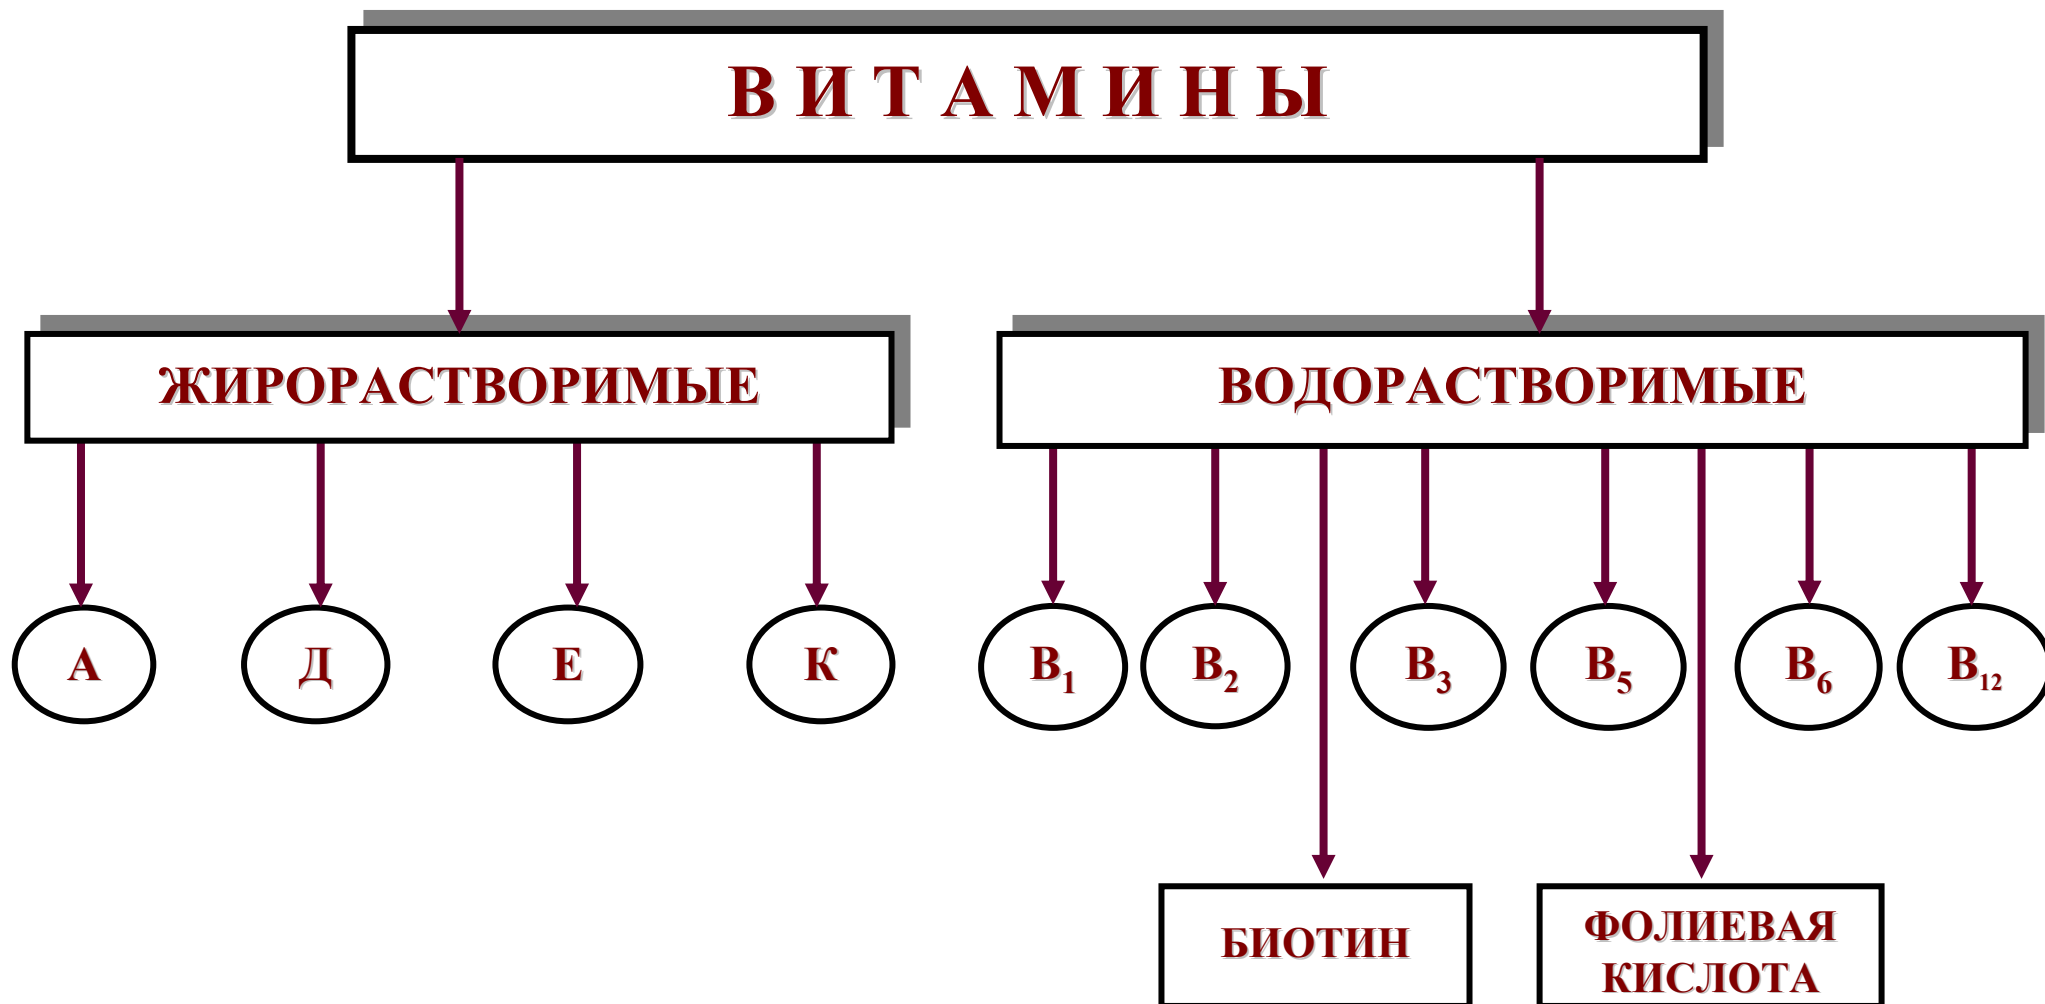 В И Т А М И Н Ы
ЖИРОРАСТВОРИМЫЕ
ВОДОРАСТВОРИМЫЕ
А
Д
Е
К
В₁
В₂
В₃
В₅
В₆
В₁₂
БИОТИН
ФОЛИЕВАЯ
КИСЛОТА